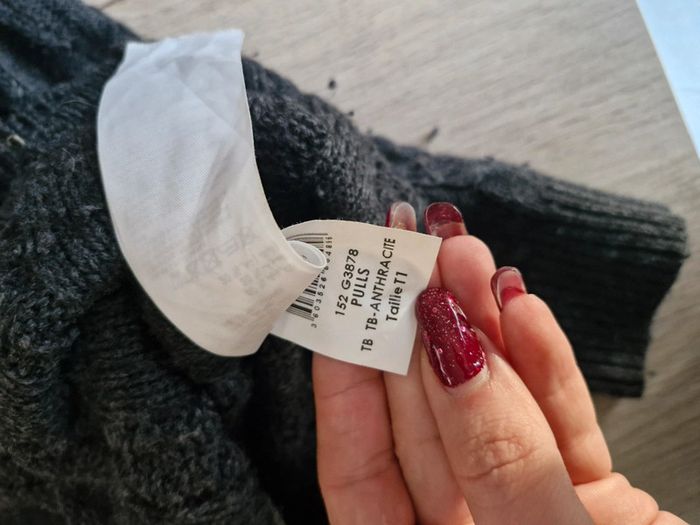 152 G3878
PULLS
TB TB-ANTHRACITE
Taille T1